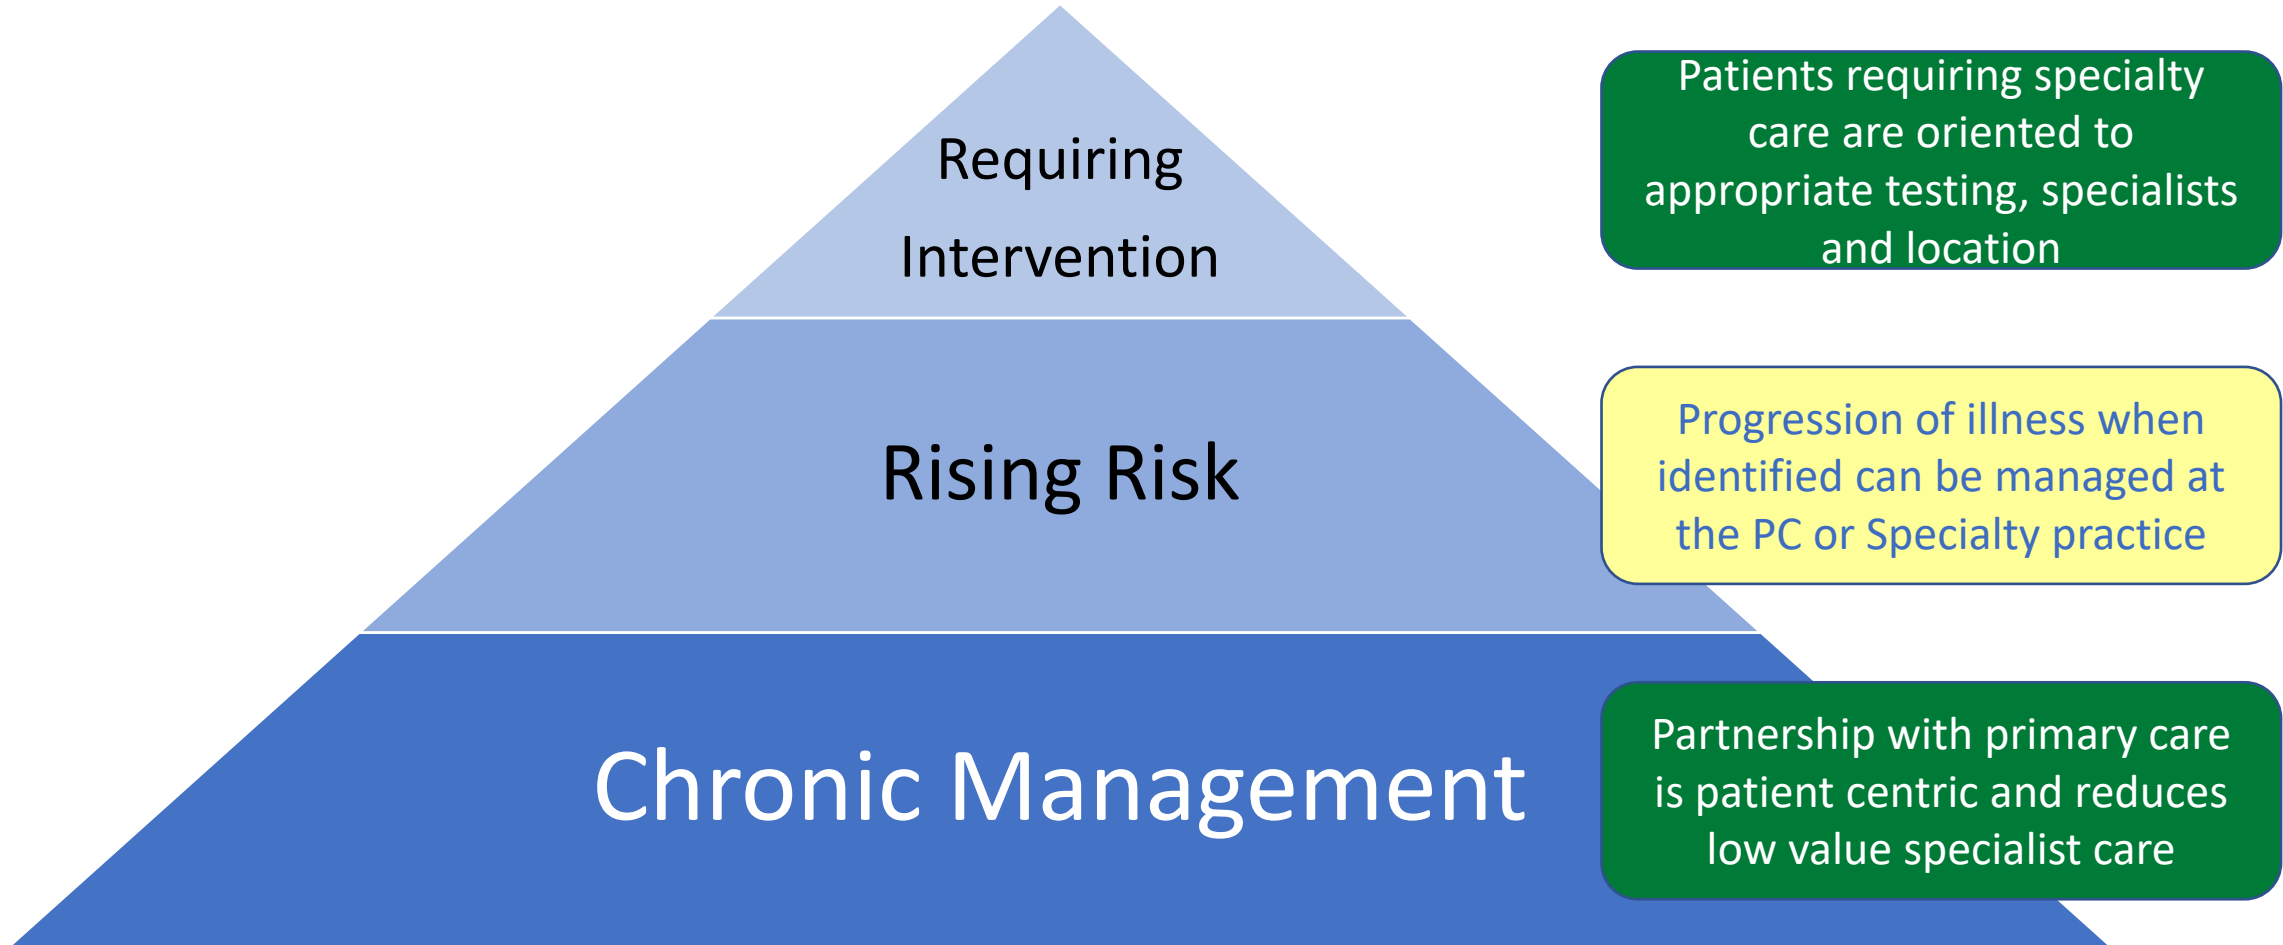 Requiring
Intervention
Patients requiring specialty
care are oriented to
appropriate testing, specialists
and location
Rising Risk
Progression of illness when
identified can be managed at
the PC or Specialty practice
Chronic Management
Partnership with primary care
is patient centric and reduces
low value specialist care